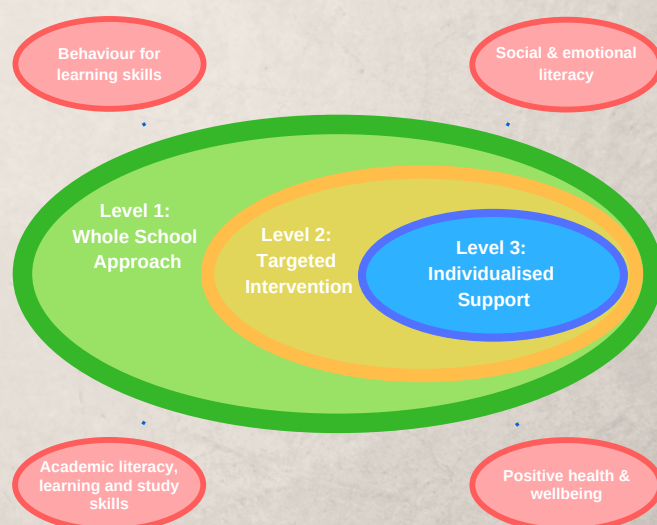 Behaviour for
learning skills
Social & emotional
literacy
Level 1:
Whole School
Approach
Level 2:
Targeted
Intervention
Level 3:
Individualised
Support
Academic literacy,
learning and study
skills
Positive health &
wellbeing